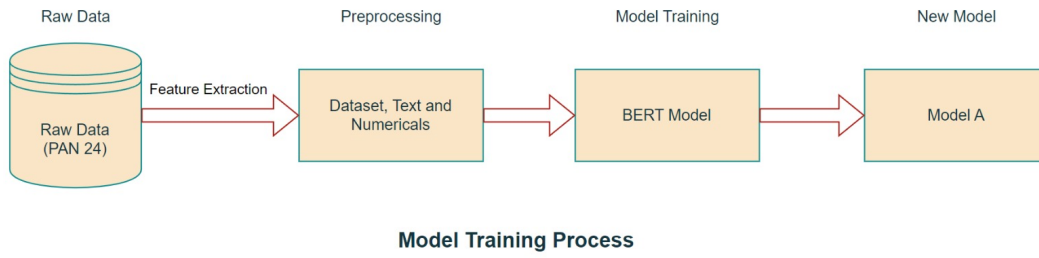 Raw Data
Preprocessing
Model Training
New Model
Feature Extraction
Raw Data
(PAN 24)
Dataset, Text and
Numericals
BERT Model
Model A
Model Training Process